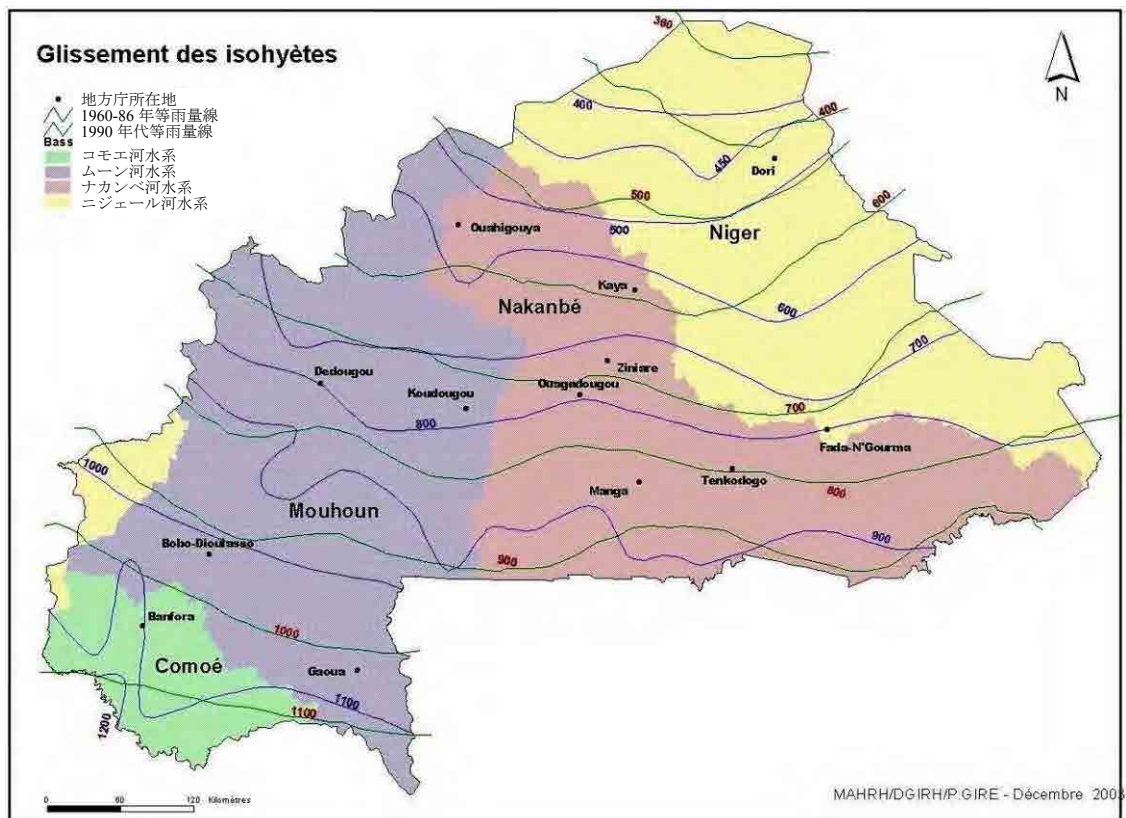 Glissement des isohyètes
地方庁所在地
1960-86 年等雨量線
1990 年代等雨量線
Bass
コモエ河水系
ムーン河水系
ナカンベ河水系
ニジェール河水系
N
360
400
400
450
Dori
500
600
Ouahigouya
500
Niger
Kaya
Nakanbé
600
700
Ziniare
Dedougou
Koudougou
Ouagadougou
700
800
Fada-N'Gourma
1000
Tenkodogo
Manga
800
Mouhoun
900
Bobo-Dioulasso
900
Banfora
1000
Comoé
Gaoua
1100
1200
1100
0 60 120 Kilomètres
MAHRH/DGIRH/P.GIRE - Décembre 2003